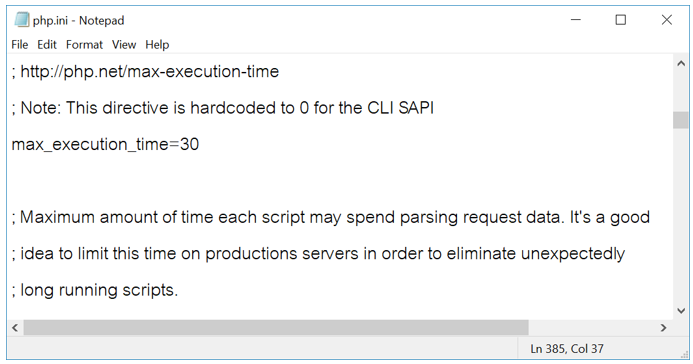 php.ini - Notepad
File Edit Format View Help
; http://php.net/max-execution-time
; Note: This directive is hardcoded to 0 for the CLI SAPI
max_execution_time=30
; Maximum amount of time each script may spend parsing request data. It's a good
; idea to limit this time on productions servers in order to eliminate unexpectedly
; long running scripts.
Ln 385, Col 37